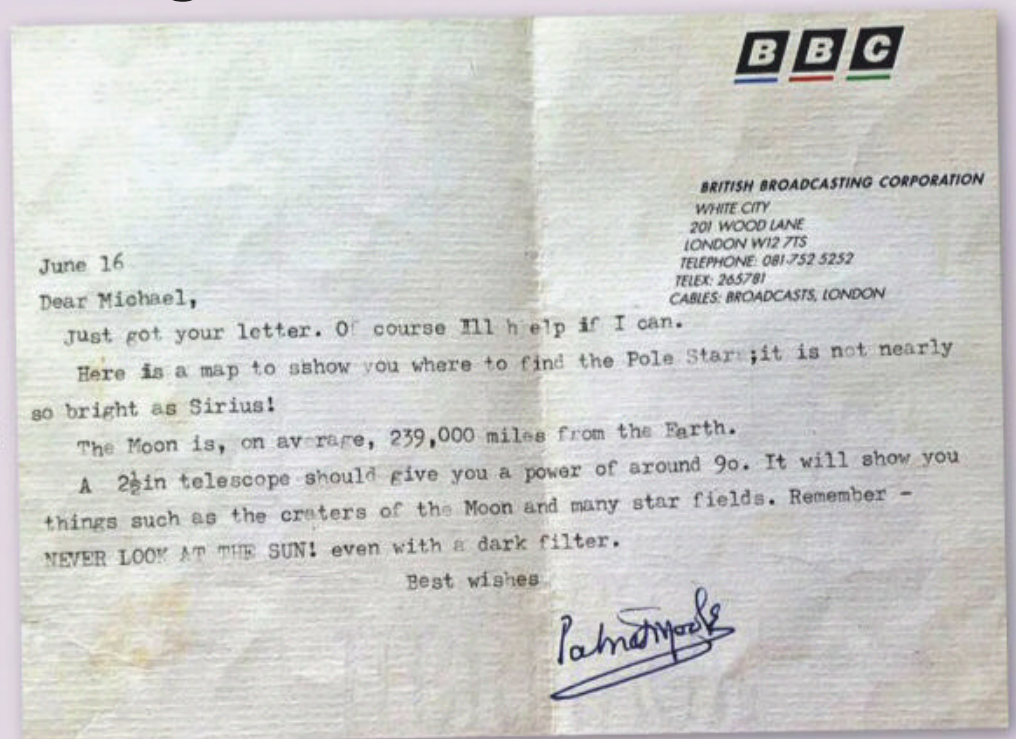 BBC
BRITISH BROADCASTING CORPORATION
WHITE CITY
201 WOOD LANE
LONDON W12 7TS
TELEPHONE: 081-752 5252
TELEX: 265781
CABLES: BROADCASTS, LONDON
June 16
Dear Michael,
Just got your letter. Of course Ill help if I can.
Here is a map to sshow you where to find the Pole Star;it is not nearly
so bright as Sirius!
The Moon is, on average, 239,000 miles from the Earth.
A 2½in telescope should give you a power of around 9o. It will show you
things such as the craters of the Moon and many star fields. Remember -
NEVER LOOK AT THE SUN! even with a dark filter.
Best wishes